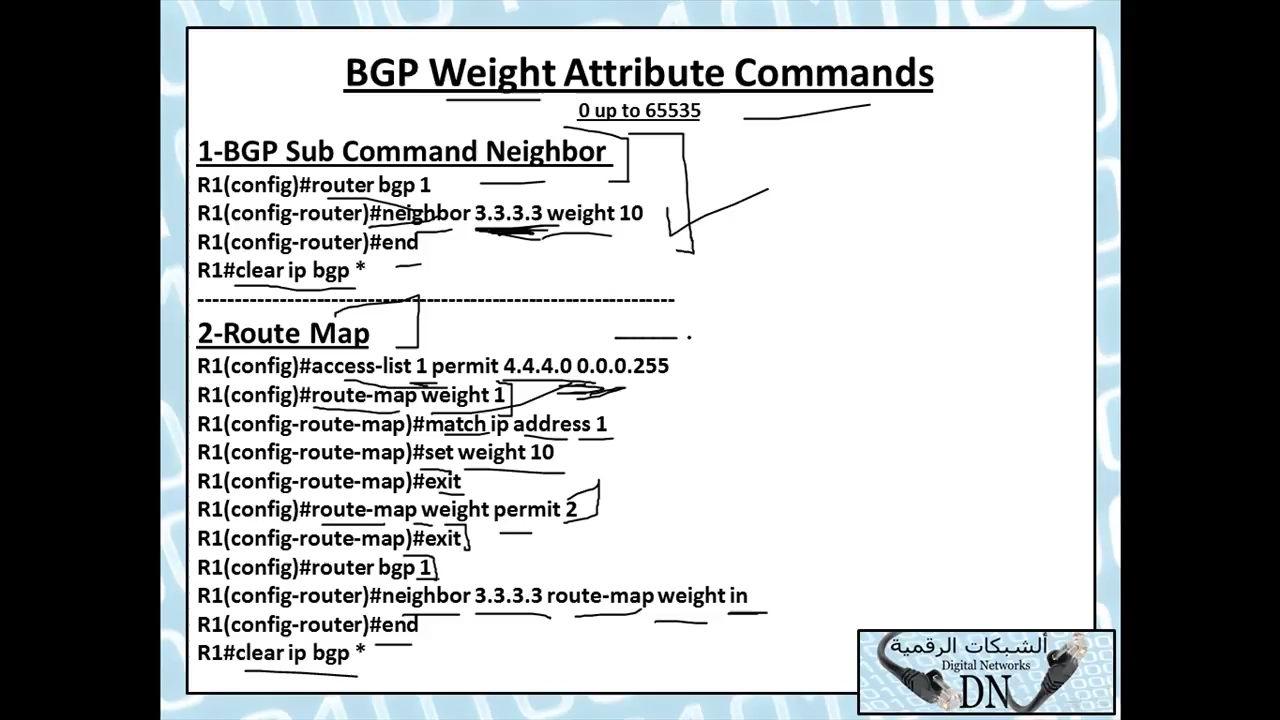 BGP Weight Attribute Commands
0 up to 65535
1-BGP Sub Command Neighbor
R1(config)#router bgp 1
R1(config-router)#neighbor 3.3.3.3 weight 10
R1(config-router)#end
R1#clear ip bgp *
------------------------------------------------------------------
2-Route Map
R1(config)#access-list 1 permit 4.4.4.0 0.0.0.255
R1(config)#route-map weight 1
R1(config-route-map)#match ip address 1
R1(config-route-map)#set weight 10
R1(config-route-map)#exit
R1(config)#route-map weight permit 2
R1(config-route-map)#exit
R1(config)#router bgp 1
R1(config-router)#neighbor 3.3.3.3 route-map weight in
R1(config-router)#end
R1#clear ip bgp *
ألشبكات الرقمية
Digital Networks
DN